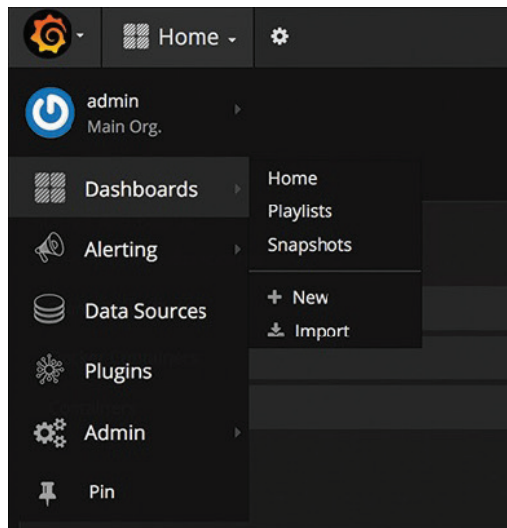 Home
admin
Main Org.
Dashboards
Home
Playlists
Snapshots
New
Import
Alerting
Data Sources
Plugins
Admin
Pin